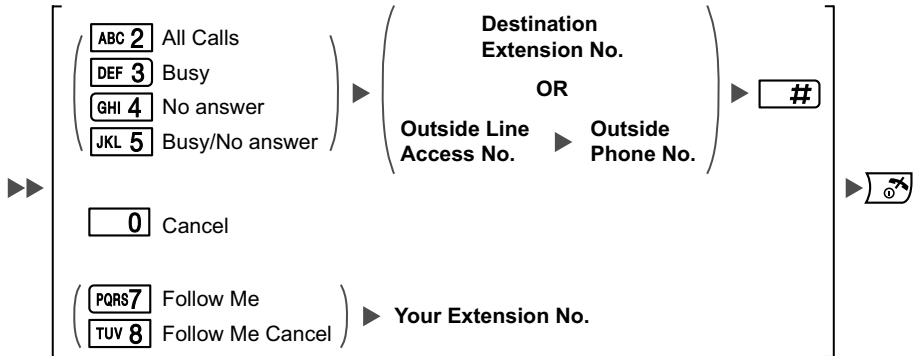 ABC 2 All Calls
DEF 3 Busy
GHI 4 No answer
JKL 5 Busy/No answer
Destination
Extension No.
OR
Outside Line
Access No.
Outside
Phone No.
#
0 Cancel
PQRS7 Follow Me
TUV 8 Follow Me Cancel
Your Extension No.